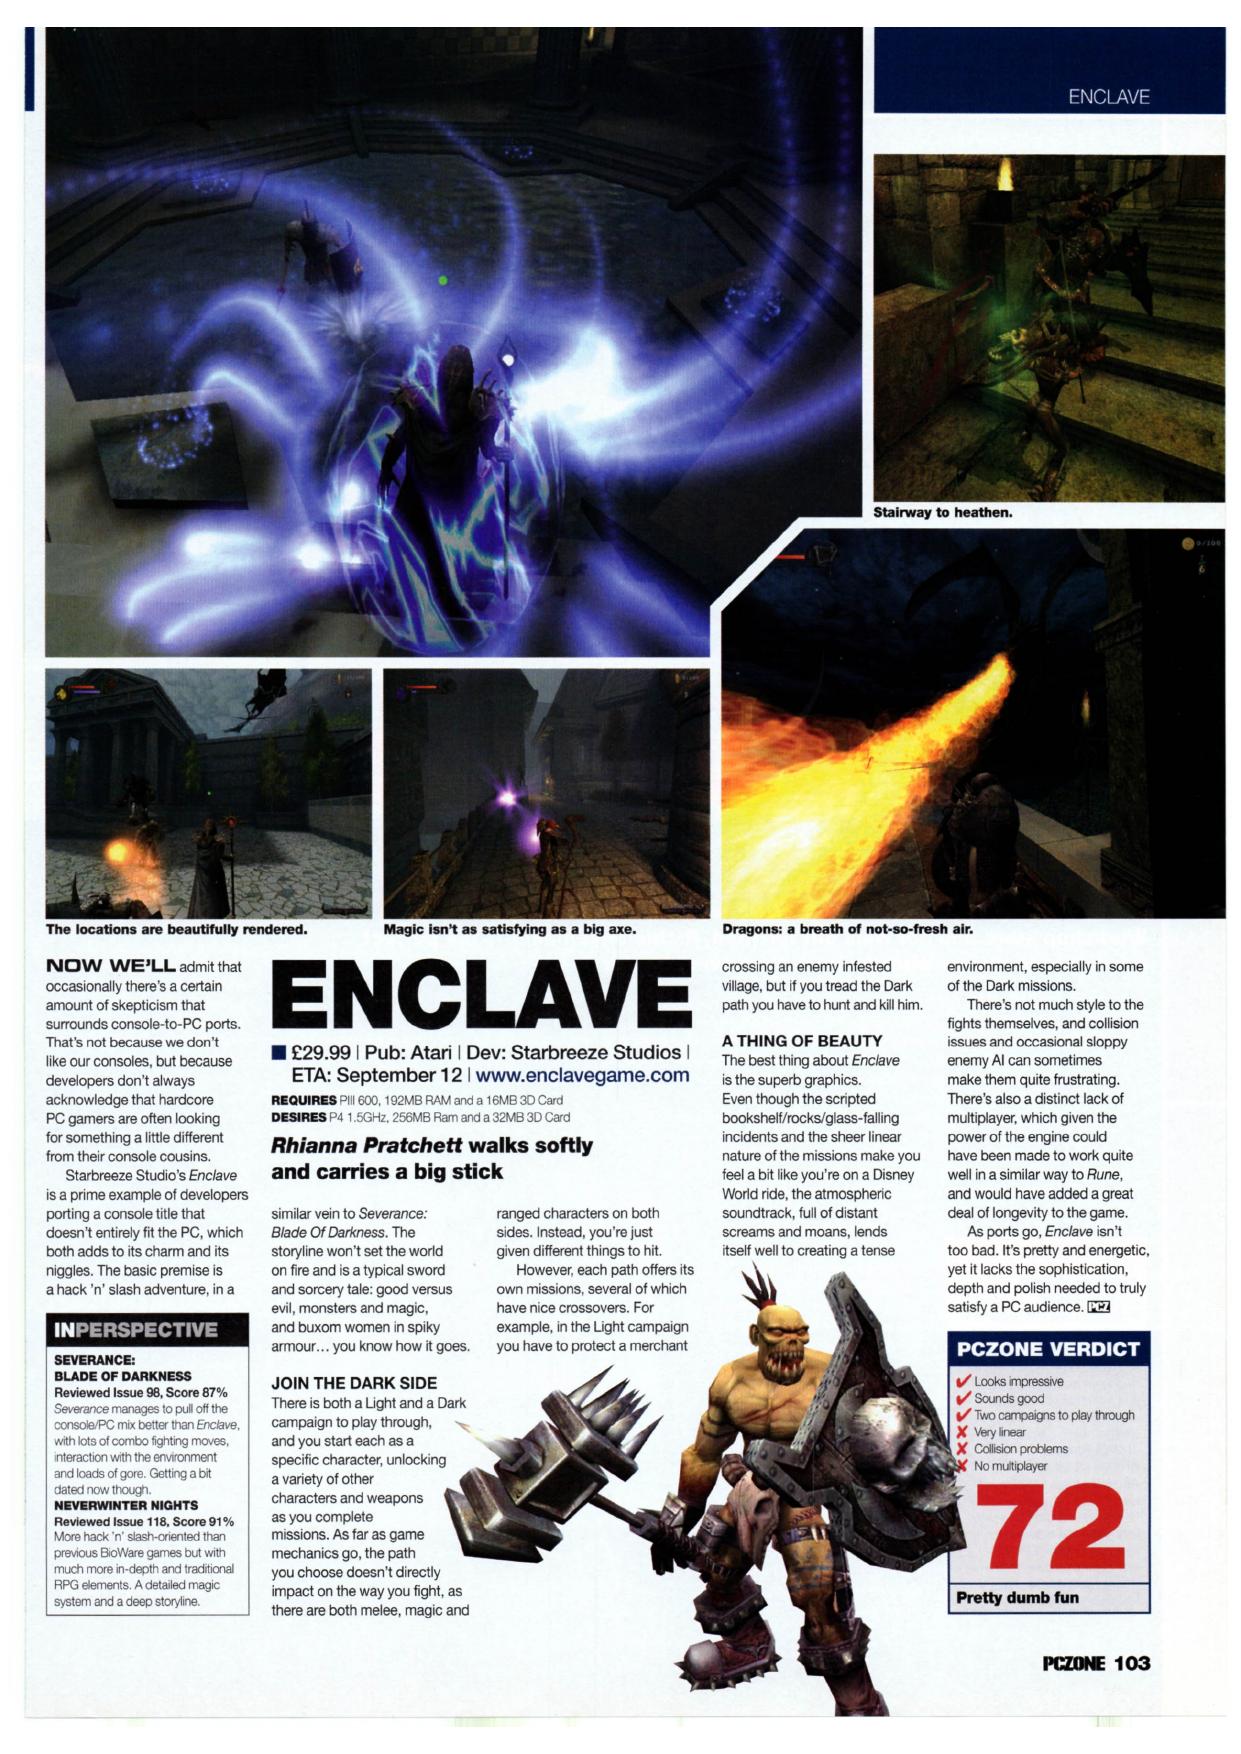 ENCLAVE
Stairway to heathen.
The locations are beautifully rendered.
Magic isn't as satisfying as a big axe.
Dragons: a breath of not-so-fresh air.
NOW WE'LL admit that
occasionally there's a certain
amount of skepticism that
surrounds console-to-PC ports.
That's not because we don't
like our consoles, but because
developers don't always
acknowledge that hardcore
PC gamers are often looking
for something a little different
from their console cousins.
Starbreeze Studio's Enclave
is a prime example of developers
porting a console title that
doesn't entirely fit the PC, which
both adds to its charm and its
niggles. The basic premise is
a hack 'n' slash adventure, in a
ENCLAVE
£29.99 | Pub: Atari | Dev: Starbreeze Studios |
ETA: September 12 | www.enclavegame.com
REQUIRES PIII 600, 192MB RAM and a 16MB 3D Card
DESIRES P4 1.5GHz, 256MB Ram and a 32MB 3D Card
Rhianna Pratchett walks softly
and carries a big stick
similar vein to Severance:
Blade Of Darkness. The
storyline won't set the world
on fire and is a typical sword
and sorcery tale: good versus
evil, monsters and magic,
and buxom women in spiky
armour... you know how it goes.
JOIN THE DARK SIDE
There is both a Light and a Dark
campaign to play through,
and you start each as a
specific character, unlocking
a variety of other
characters and weapons
as you complete
missions. As far as game
mechanics go, the path
you choose doesn't directly
impact on the way you fight, as
there are both melee, magic and
ranged characters on both
sides. Instead, you're just
given different things to hit.
However, each path offers its
own missions, several of which
have nice crossovers. For
example, in the Light campaign
you have to protect a merchant
crossing an enemy infested
village, but if you tread the Dark
path you have to hunt and kill him.
A THING OF BEAUTY
The best thing about Enclave
is the superb graphics.
Even though the scripted
bookshelf/rocks/glass-falling
incidents and the sheer linear
nature of the missions make you
feel a bit like you're on a Disney
World ride, the atmospheric
soundtrack, full of distant
screams and moans, lends
itself well to creating a tense
environment, especially in some
of the Dark missions.
There's not much style to the
fights themselves, and collision
issues and occasional sloppy
enemy AI can sometimes
make them quite frustrating.
There's also a distinct lack of
multiplayer, which given the
power of the engine could
have been made to work quite
well in a similar way to Rune,
and would have added a great
deal of longevity to the game.
As ports go, Enclave isn't
too bad. It's pretty and energetic,
yet it lacks the sophistication,
depth and polish needed to truly
satisfy a PC audience. PCZ
INPERSPECTIVE
SEVERANCE:
BLADE OF DARKNESS
Reviewed Issue 98, Score 87%
Severance manages to pull off the
console/PC mix better than Enclave,
with lots of combo fighting moves,
interaction with the environment
and loads of gore. Getting a bit
dated now though.
NEVERWINTER NIGHTS
Reviewed Issue 118, Score 91%
More hack 'n' slash-oriented than
previous BioWare games but with
much more in-depth and traditional
RPG elements. A detailed magic
system and a deep storyline.
PCZONE VERDICT
✓ Looks impressive
✓ Sounds good
✓ Two campaigns to play through
✗ Very linear
✗ Collision problems
✗ No multiplayer
72
Pretty dumb fun
PCZONE 103